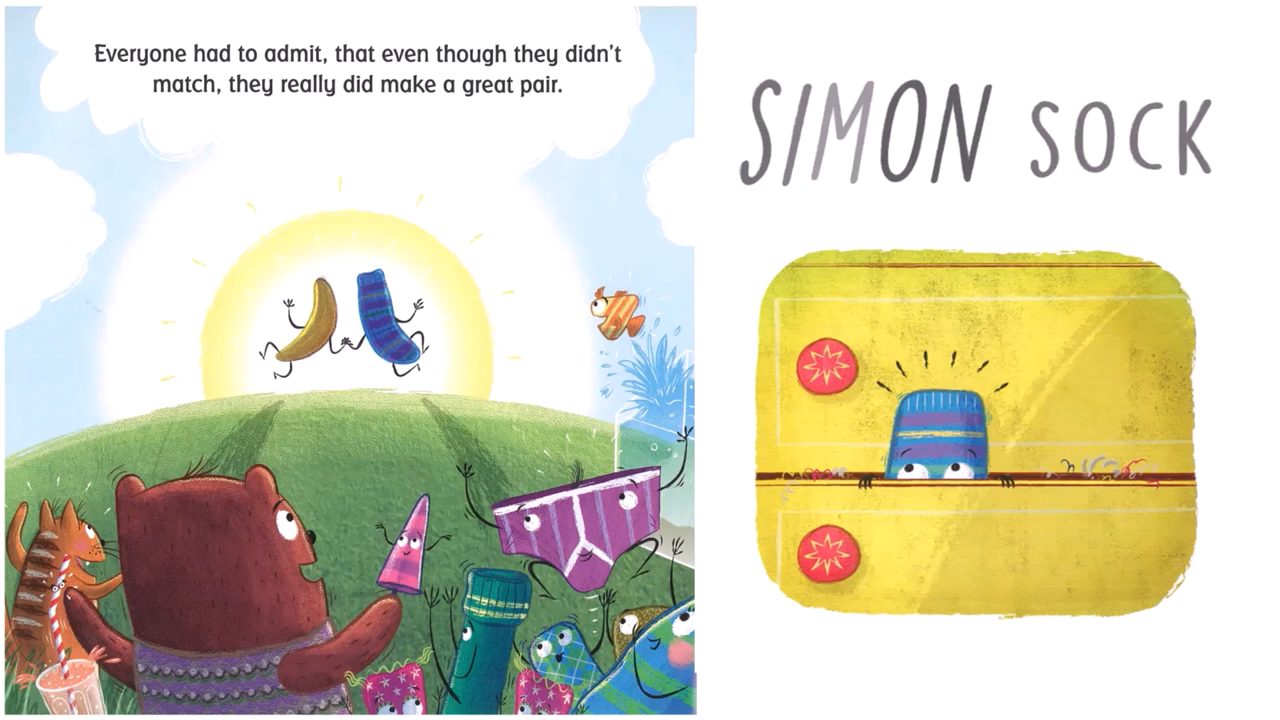 Everyone had to admit, that even though they didn't
match, they really did make a great pair.
SIMON SOCK